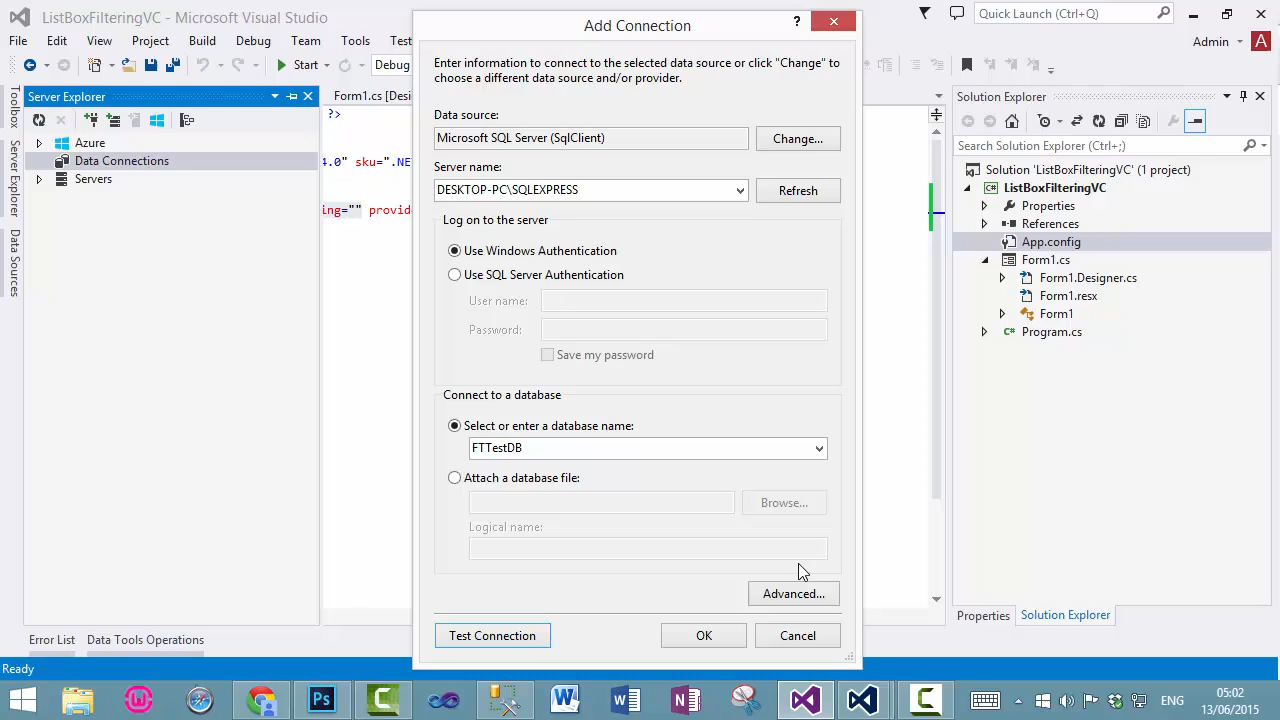 ListBoxFilteringVC - Microsoft Visual Studio
Quick Launch (Ctrl+Q)
File Edit View Project Build Debug Team Tools Test
Admin A
Start Debug
Server Explorer
Azure
Data Connections
Servers
Toolbox
Server Explorer
Data Sources
Form1.cs [Desi
?>
4.0" sku=".NET
ing="" provide
Add Connection
?
Enter information to connect to the selected data source or click "Change" to
choose a different data source and/or provider.
Data source:
Microsoft SQL Server (SqlClient)
Change...
Server name:
DESKTOP-PC\SQLEXPRESS
Refresh
Log on to the server
Use Windows Authentication
Use SQL Server Authentication
User name:
Password:
Save my password
Connect to a database
Select or enter a database name:
FTTestDB
Attach a database file:
Browse...
Logical name:
Advanced...
Test Connection OK Cancel
Solution Explorer
Search Solution Explorer (Ctrl+;)
Solution 'ListBoxFilteringVC' (1 project)
ListBoxFilteringVC
Properties
References
App.config
Form1.cs
Form1.Designer.cs
Form1.resx
Form1
Program.cs
Properties Solution Explorer
Error List Data Tools Operations
Ready
ENG
05:02
13/06/2015